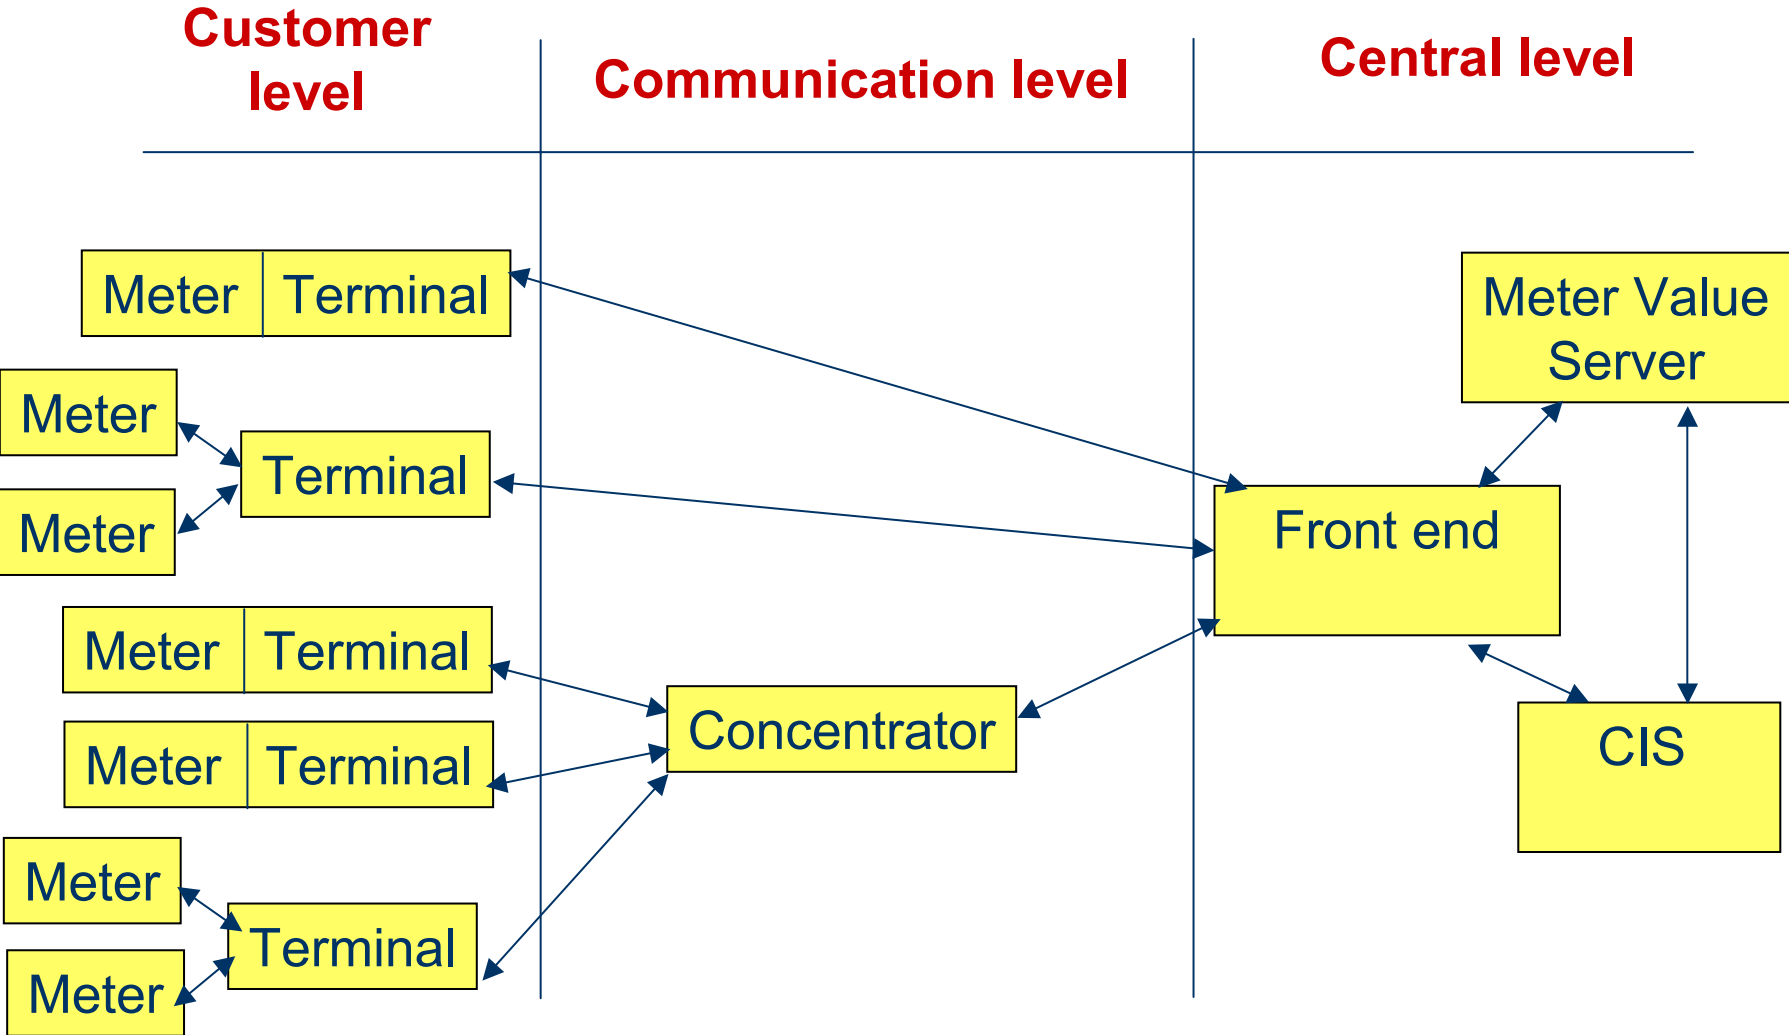 Customer
level
Communication level
Central level
Meter Terminal
Meter Value
Server
Meter
Terminal
Meter
Front end
Meter Terminal
Concentrator
Meter Terminal
CIS
Meter
Terminal
Meter